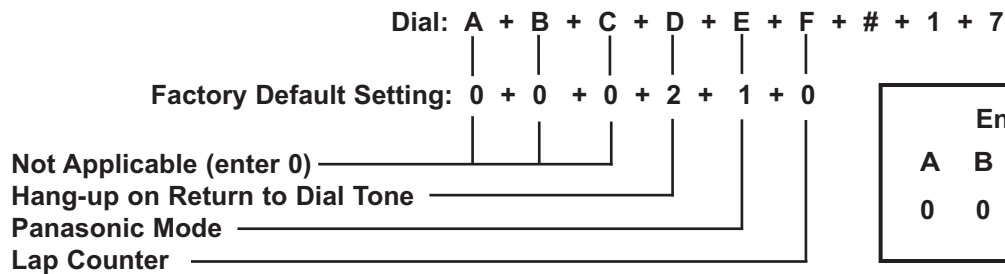 Dial: A + B + C + D + E + F + # + 1 + 7
Factory Default Setting: 0 + 0 + 0 + 2 + 1 + 0
Not Applicable (enter 0)
Hang-up on Return to Dial Tone
Panasonic Mode
Lap Counter
A B
0 0